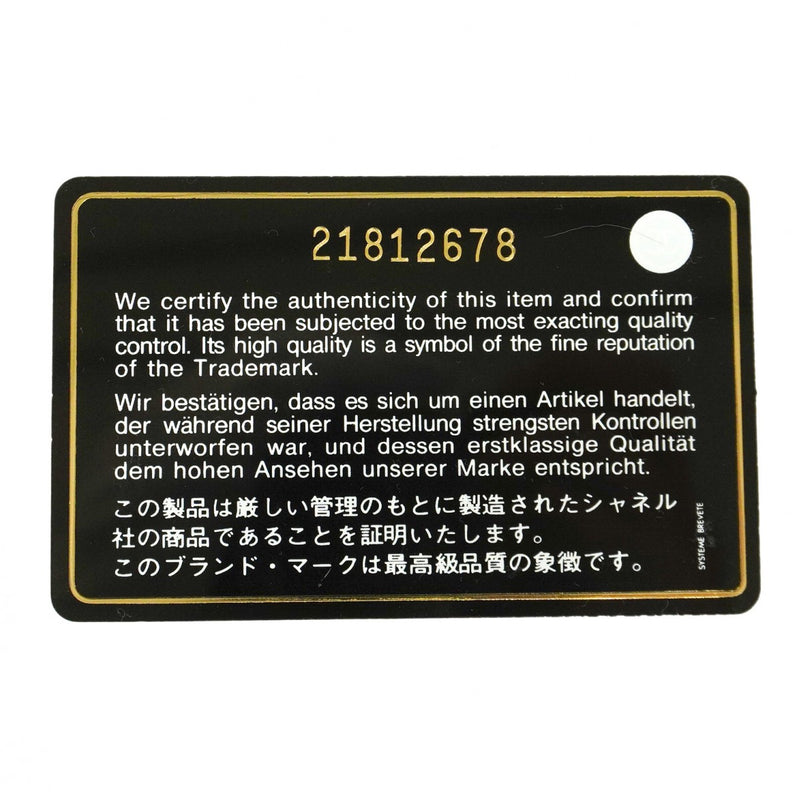 21812678
We certify the authenticity of this item and confirm
that it has been subjected to the most exacting quality
control. Its high quality is a symbol of the fine reputation
of the Trademark.
Wir bestätigen, dass es sich um einen Artikel handelt,
der während seiner Herstellung strengsten Kontrollen
unterworfen war, und dessen erstklassige Qualität
dem hohen Ansehen unserer Marke entspricht.
この製品は厳しい管理のもとに製造されたシャネル
社の商品であることを証明いたします。
このブランド・マークは最高級品質の象徴です。
SYSTEME BREVETE